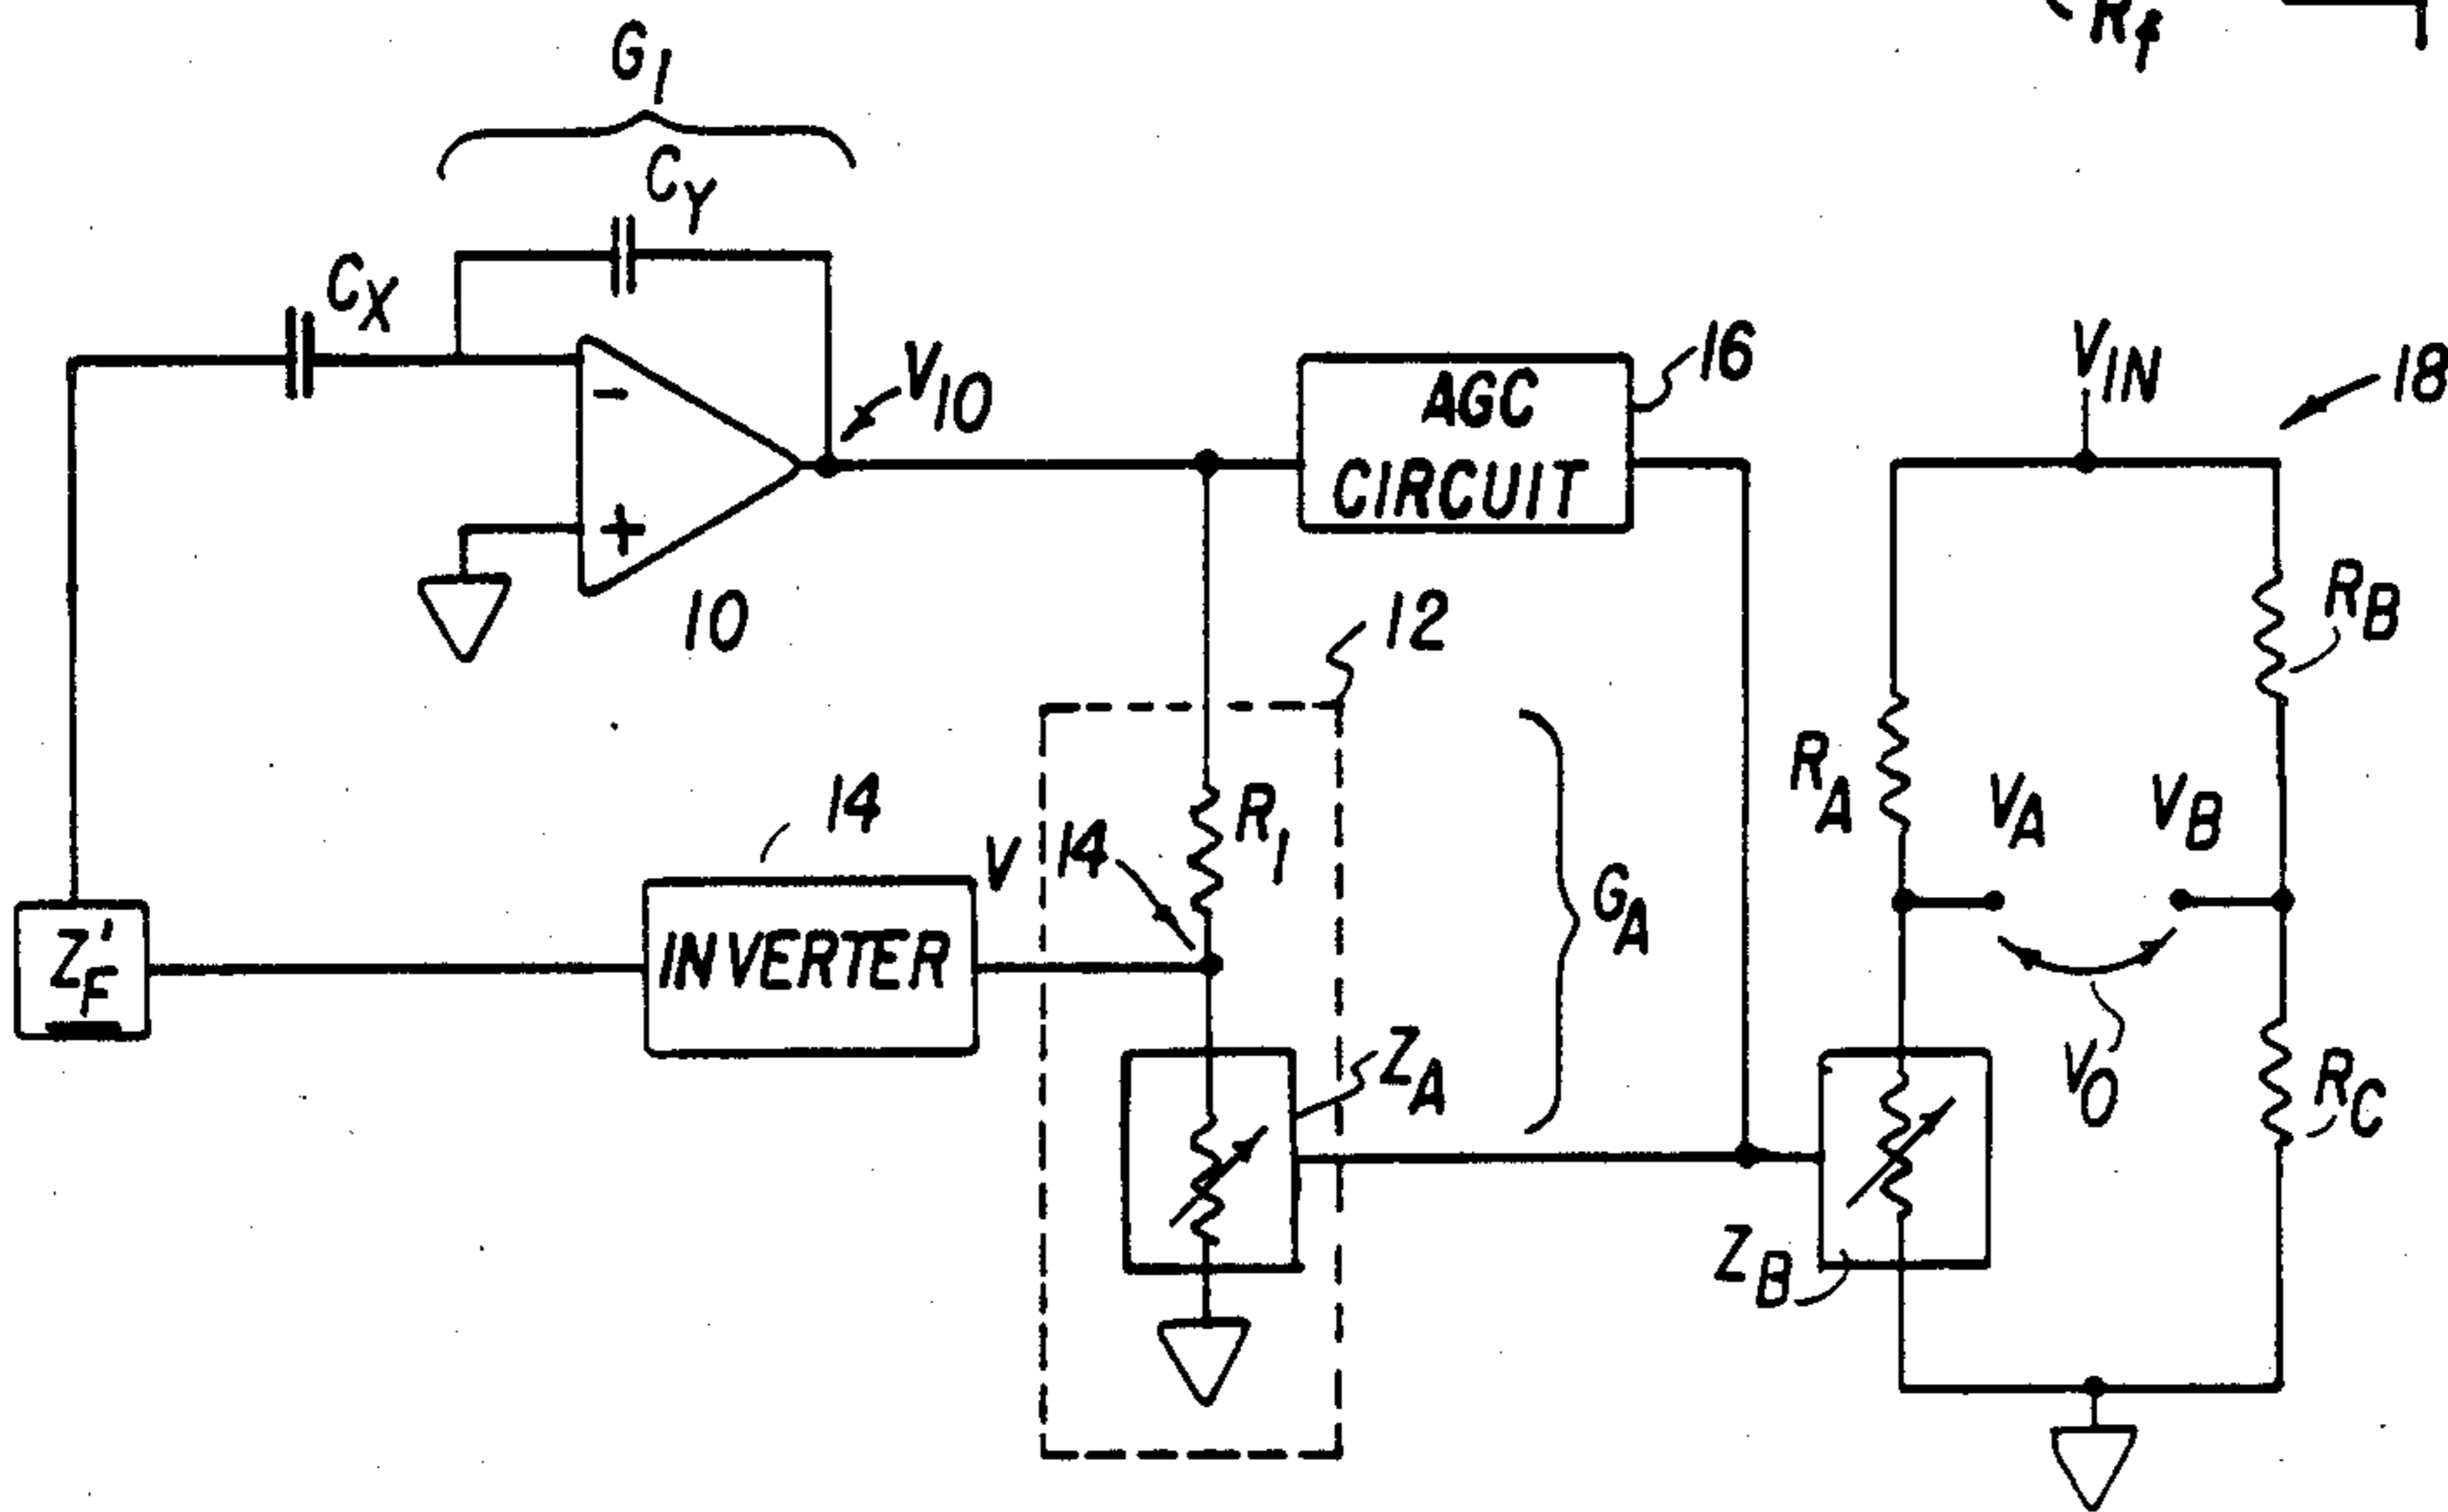 Rf
G1
CY
CX
-
+
V10
10
AGC
CIRCUIT
16
VIN
18
RB
12
RA
VA
VB
14
V 14
R1
GA
INVERTER
Z'F
ZA
VO
RC
ZB